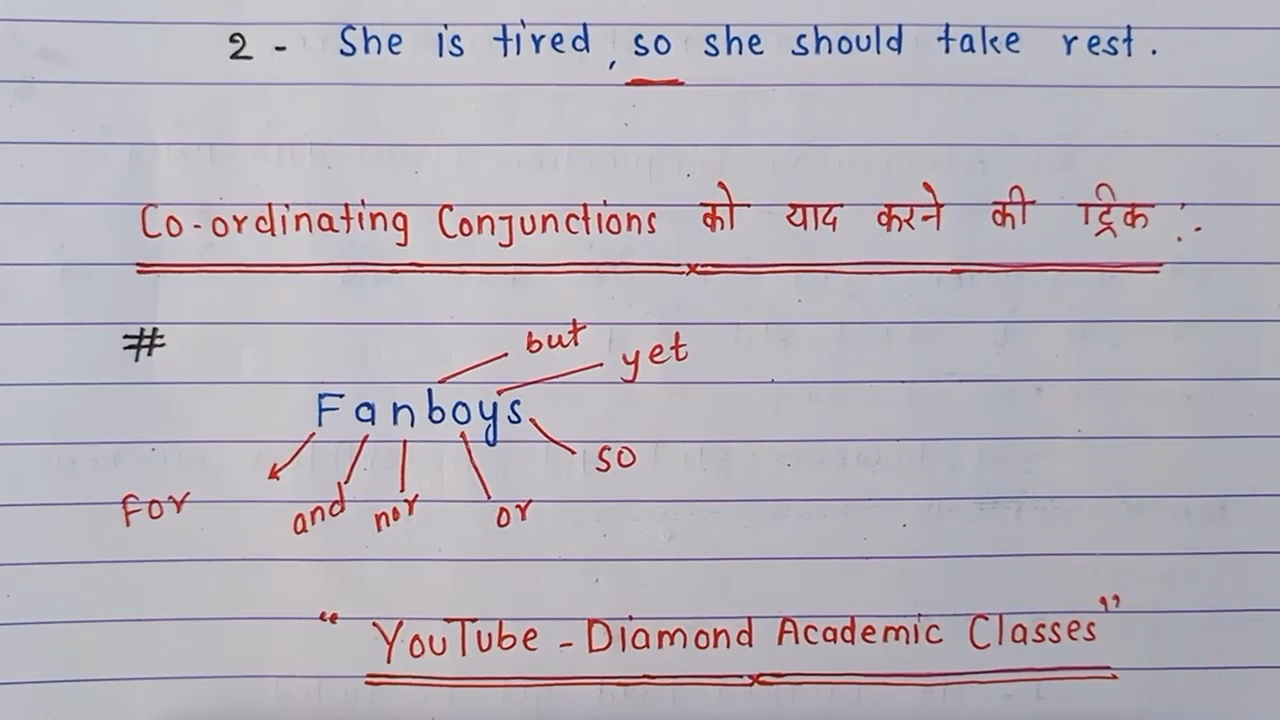 2 - She is tired, so she should take rest.
Co-ordinating Conjunctions को याद करने की ट्रिक :-
#
but
yet
Fanboys
so
For and nor or
"YouTube - Diamond Academic Classes"